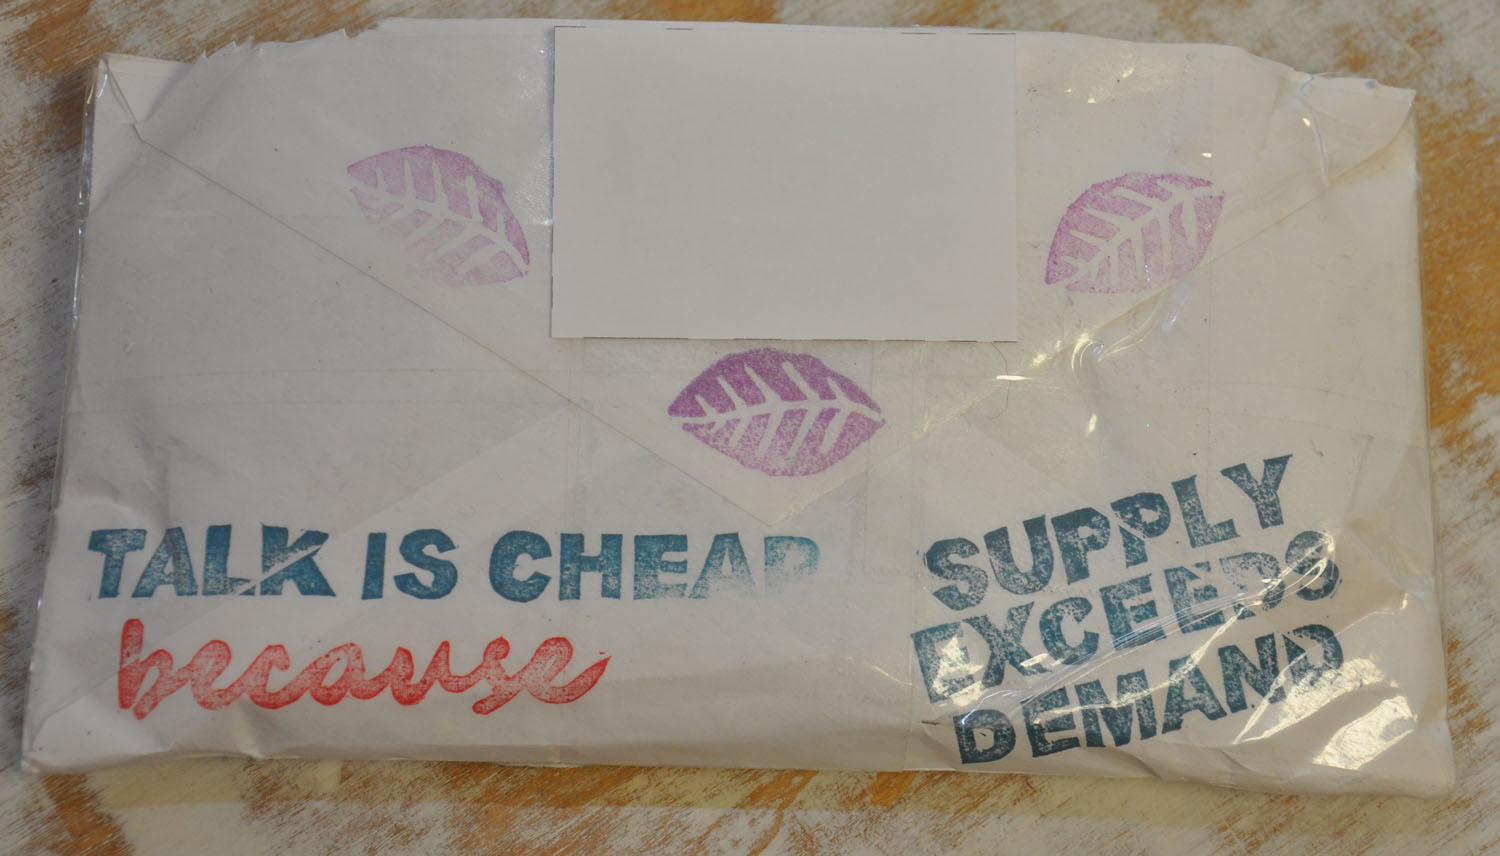 TALK IS CHEAP
because
SUPPLY
EXCEEDS
DEMAND